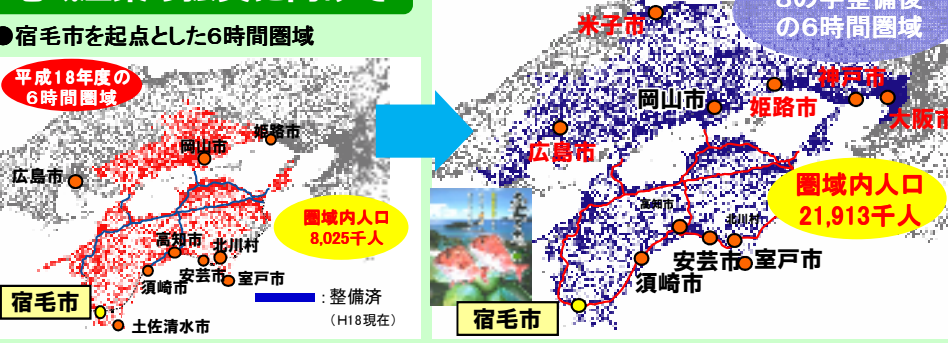 ●宿毛市を起点とした6時間圏域
平成18年度の
6時間圏域
姫路市
岡山市
広島市
圏域内人口
8,025千人
高知市
北川村
安芸市
室戸市
須崎市
宿毛市
土佐清水市
:整備済
(H18現在)
8の字整備後
の6時間圏域
米子市
神戸市
岡山市
姫路市
大阪市
広島市
圏域内人口
21,913千人
高知市
北川村
安芸市
室戸市
須崎市
宿毛市